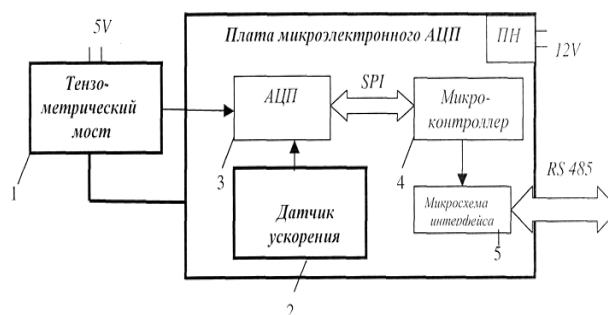 5V
Плата микроэлектронного АЦП
ПН
12V
Тензо-
метрический
мост
1
АЦП
3
SPI
Микро-
контроллер
4
RS 485
Датчик
ускорения
2
Микросхема
интерфейса
5